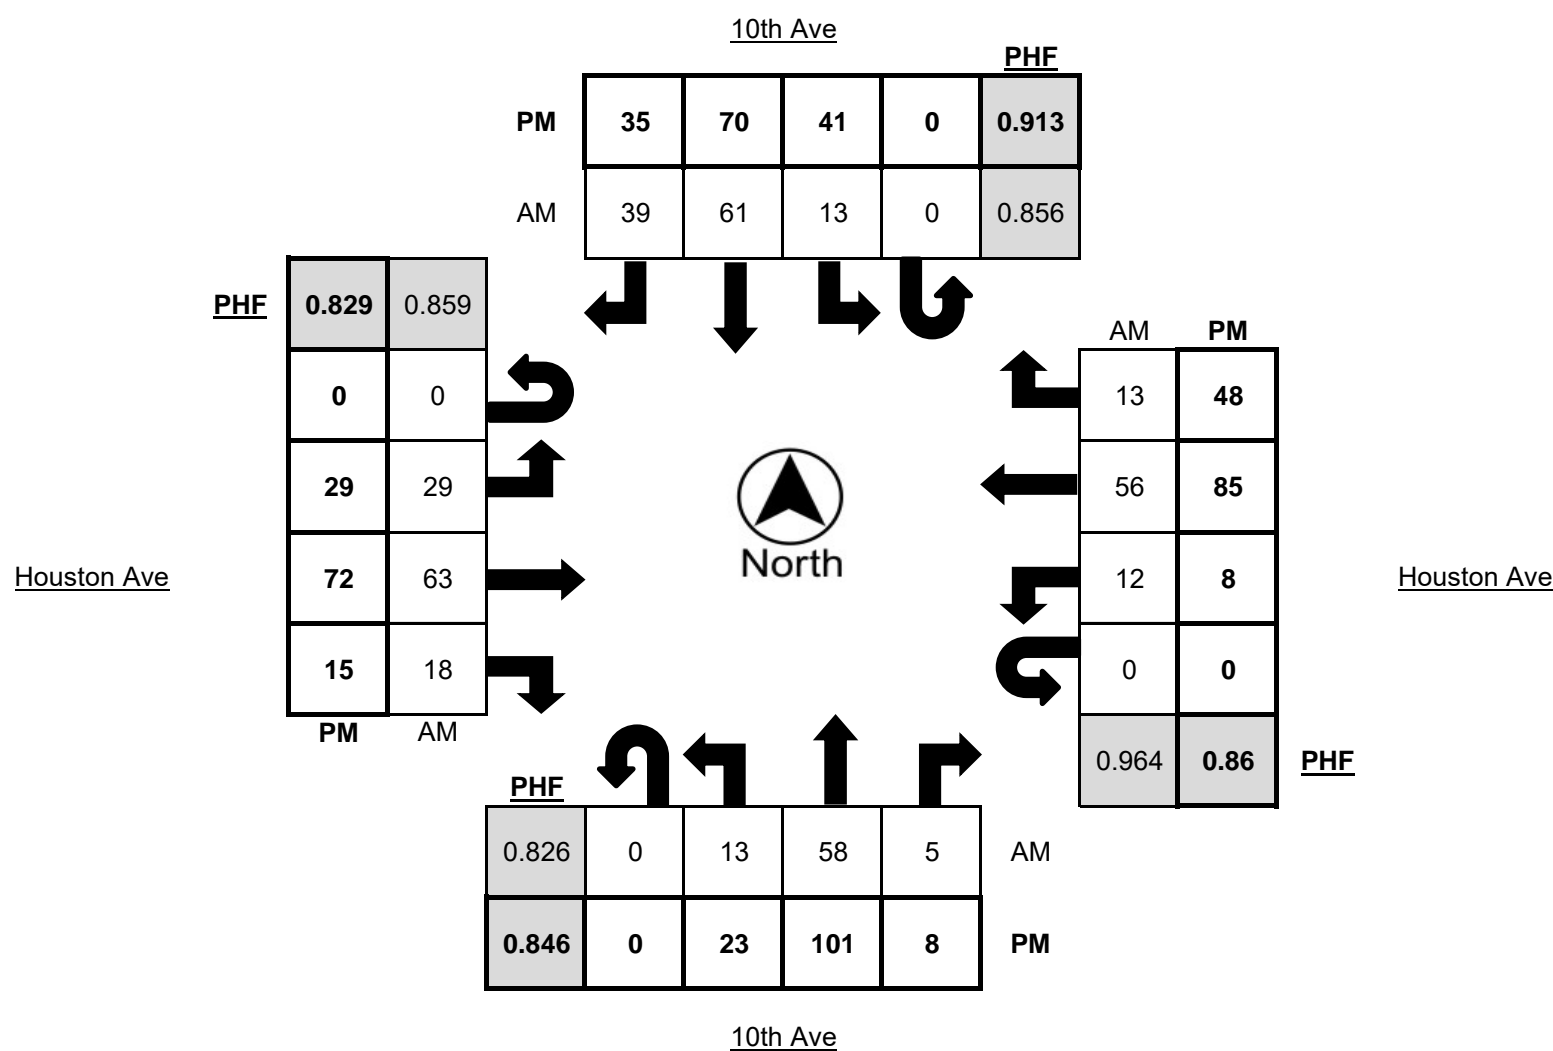 10th Ave
PHF
PM 35 70 41 0 0.913
AM 39 61 13 0 0.856
PHF 0.829 0.859
0 0
29 29
72 63
15 18
PM AM
Houston Ave
North
AM PM
13 48
56 85
12 8
0 0
0.964 0.86 PHF
Houston Ave
PHF
0.826 0 13 58 5 AM
0.846 0 23 101 8 PM
10th Ave